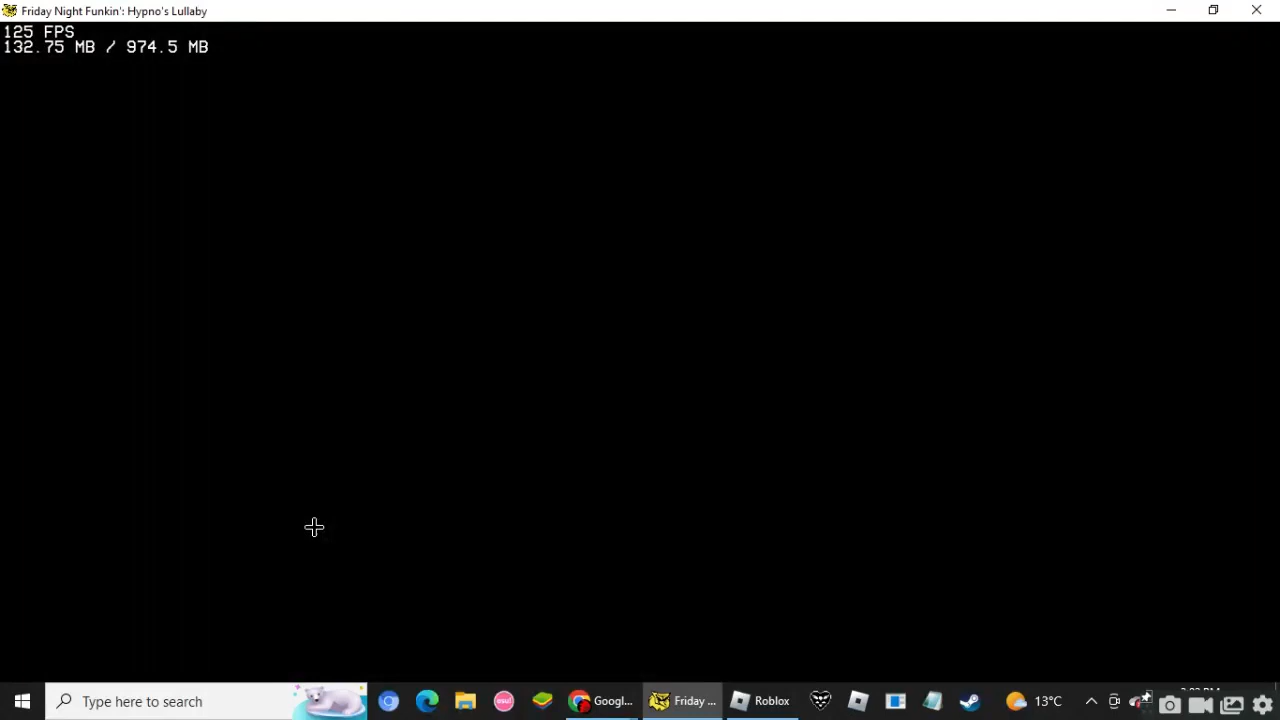 Friday Night Funkin': Hypno's Lullaby
125 FPS
132.75 MB / 974.5 MB
Type here to search
osu!
Googl...
Friday ...
Roblox
13°C